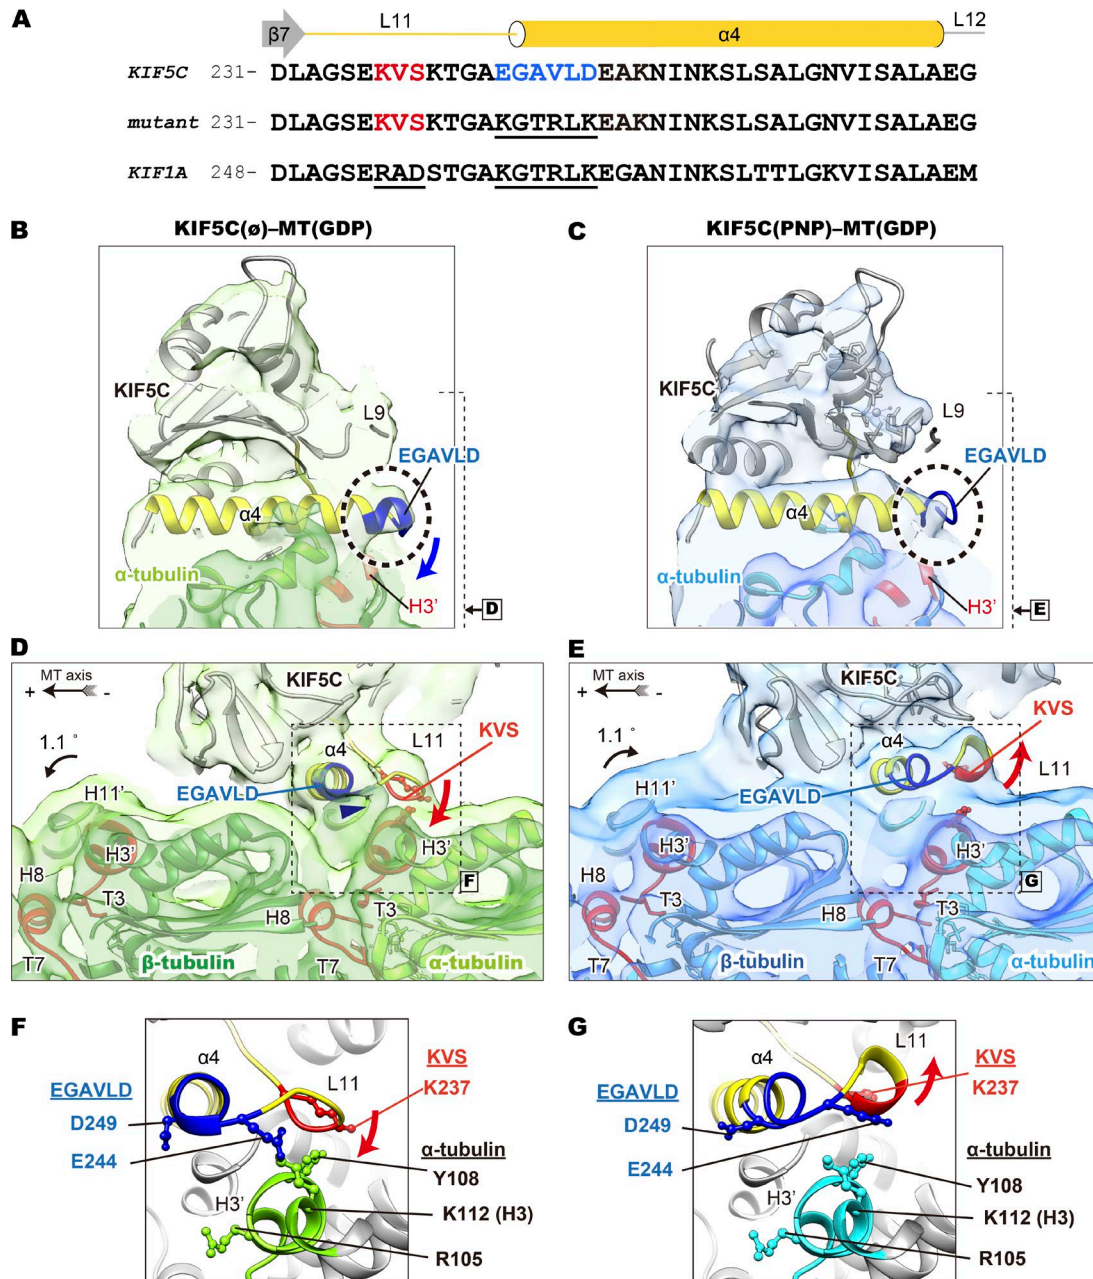 A
β7
L11
α4
L12
KIF5C 231- DLAGSEKVSKTGAEGAVLDEAKNINKSLSALGNVISALAEG
mutant 231- DLAGSEKVSKTGAKGTRLKEAKNINKSLSALGNVISALAEG
KIF1A 248- DLAGSERADSTGAKGTRLKEGANINKSLTTLGKVISALAEM
B
KIF5C(ø)–MT(GDP)
KIF5C
L9
EGAVLD
α4
α-tubulin
H3’
D
C
KIF5C(PNP)–MT(GDP)
KIF5C
L9
EGAVLD
α4
α-tubulin
H3’
E
D
MT axis
+ -
KIF5C
1.1 °
α4
L11
KVS
EGAVLD
H11’
H3’
H3’
F
H8
T3
H8
T3
T7
β-tubulin
T7
α-tubulin
E
MT axis
+ -
KIF5C
1.1 °
α4
KVS
L11
EGAVLD
H11’
H3’
H3’
G
H8
T3
H8
T3
T7
β-tubulin
T7
α-tubulin
F
α4
L11
KVS
K237
EGAVLD
D249
E244
α-tubulin
Y108
H3’
K112 (H3)
R105
G
α4
L11
KVS
K237
EGAVLD
D249
E244
α-tubulin
Y108
H3’
K112 (H3)
R105